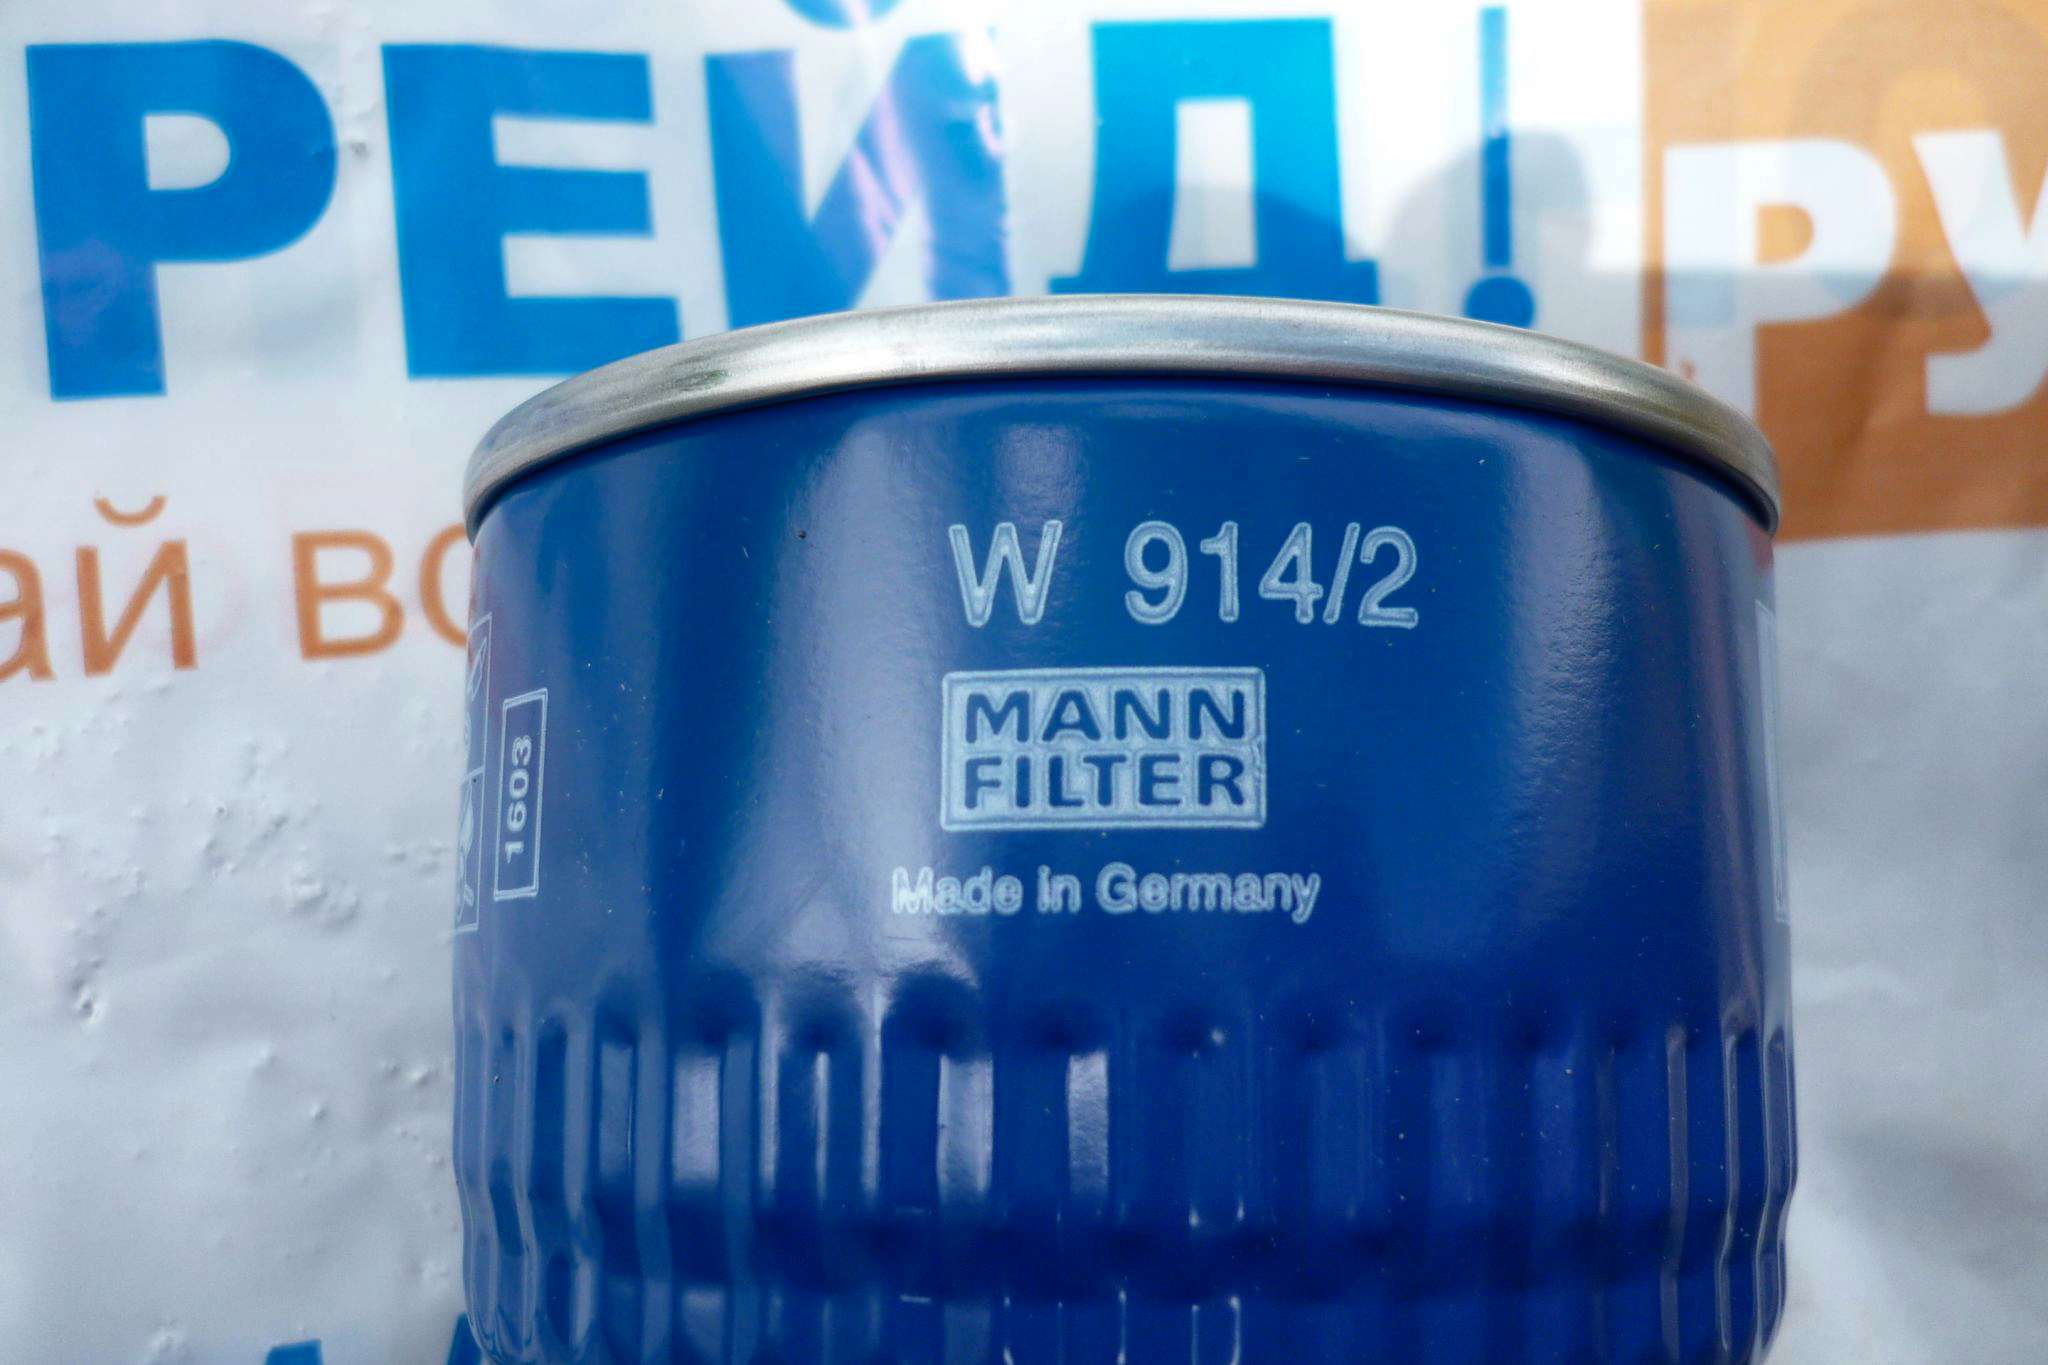 РЕЙД!
РУ
ай во
W 914/2
MANN
FILTER
Made in Germany
1603